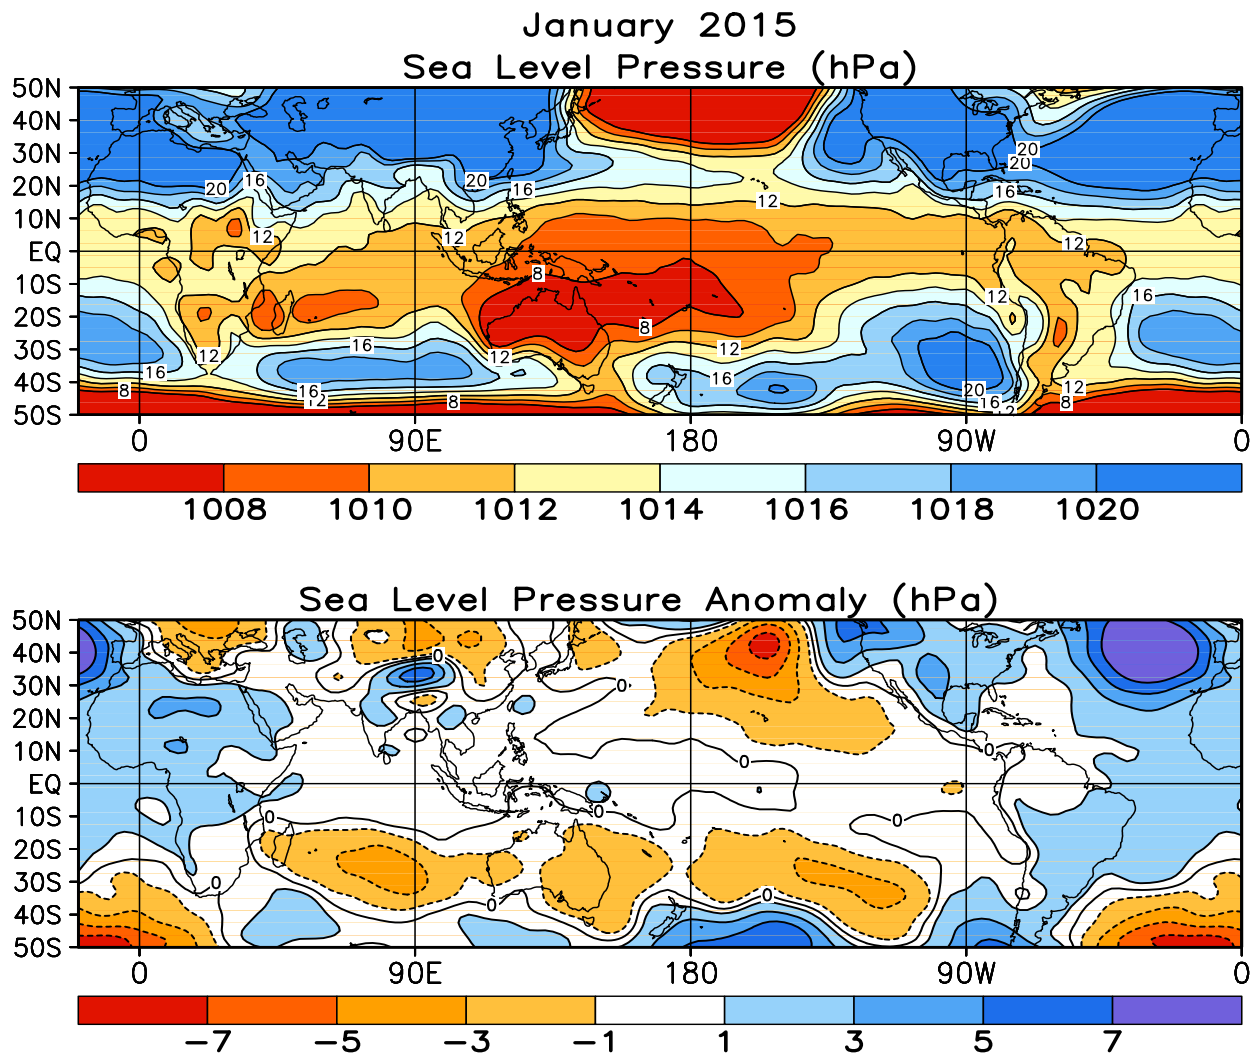 January 2015
Sea Level Pressure (hPa)
50N
40N
30N
20N
10N
EQ
10S
20S
30S
40S
50S
20 16 20 16 12 20 20 16
12 12 12
8 12 16
8
12 16 12 12
16 8 16 12 8 16 20 16 12 12 8
0 90E 180 90W 0
1008 1010 1012 1014 1016 1018 1020
Sea Level Pressure Anomaly (hPa)
50N
40N
30N
20N
10N
EQ
10S
20S
30S
40S
50S
0
0
0 0
0 0 0
0 0 0
0 90E 180 90W 0
−7 −5 −3 −1 1 3 5 7